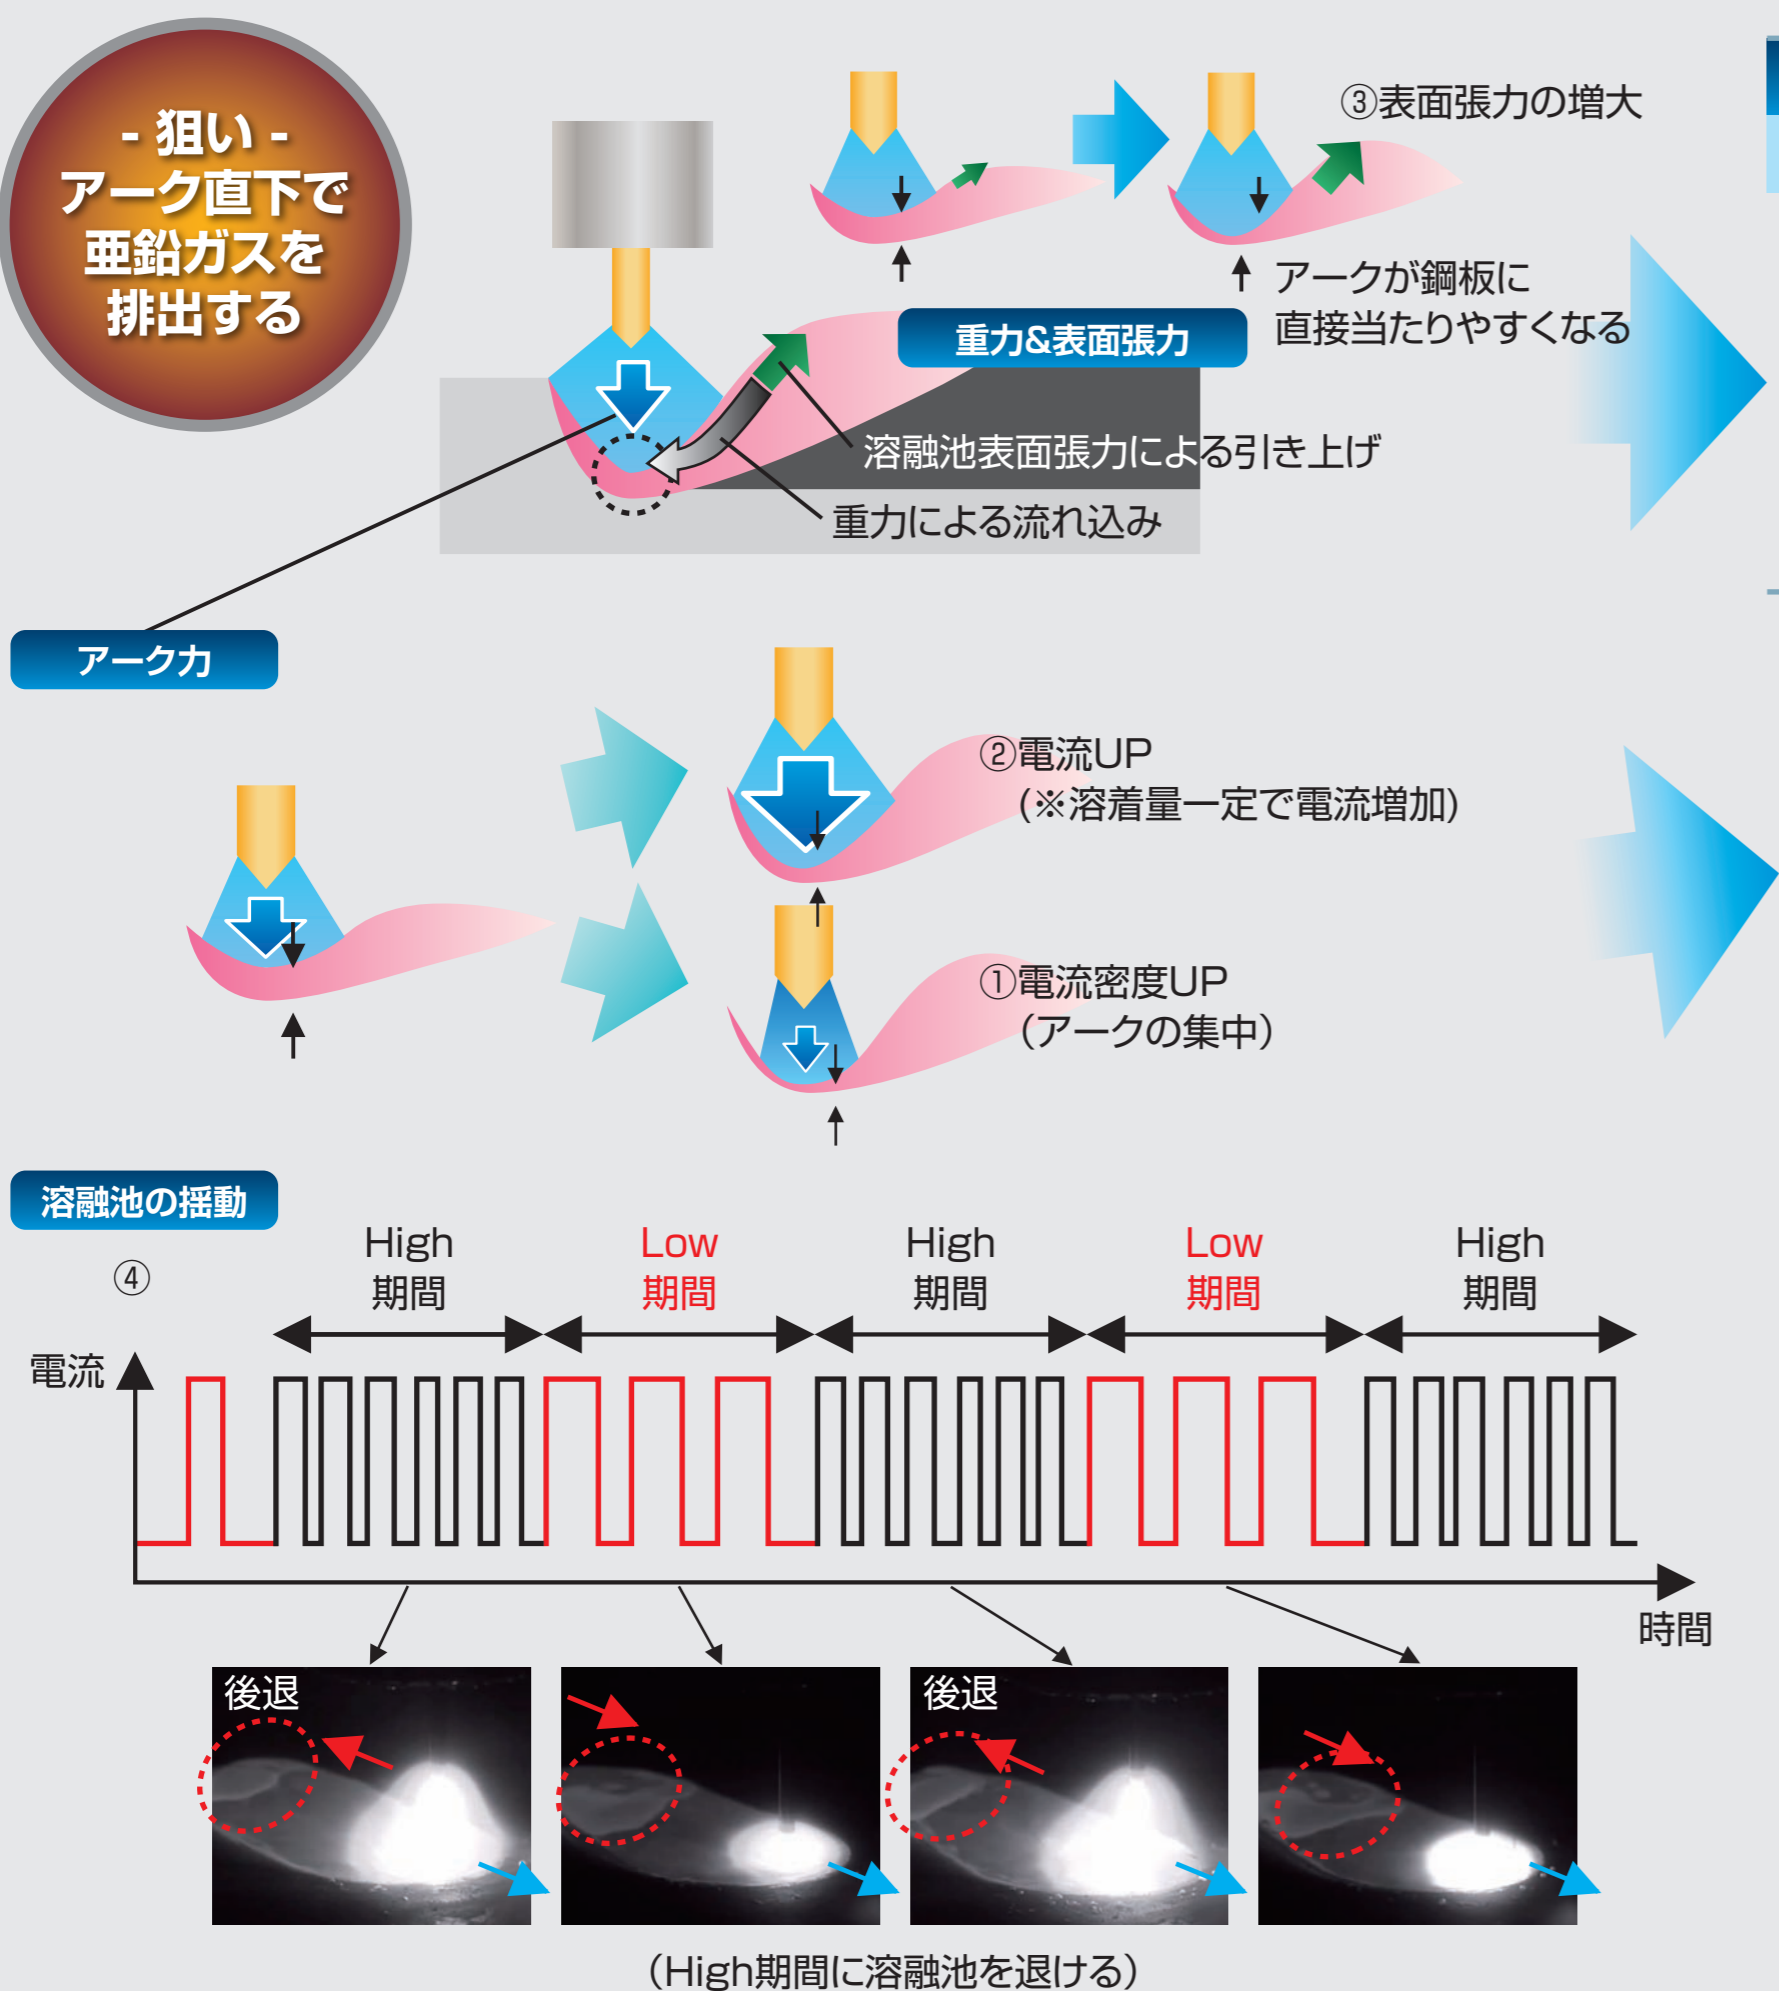 - 狙い -
アーク直下で
亜鉛ガスを
排出する
③表面張力の増大
アークが鋼板に
直接当たりやすくなる
重力&表面張力
溶融池表面張力による引き上げ
重力による流れ込み
アーク力
②電流UP
(※溶着量一定で電流増加)
①電流密度UP
（アークの集中）
溶融池の揺動
④
High
期間
Low
期間
High
期間
Low
期間
High
期間
電流
時間
後退
後退
（High期間に溶融池を退ける）